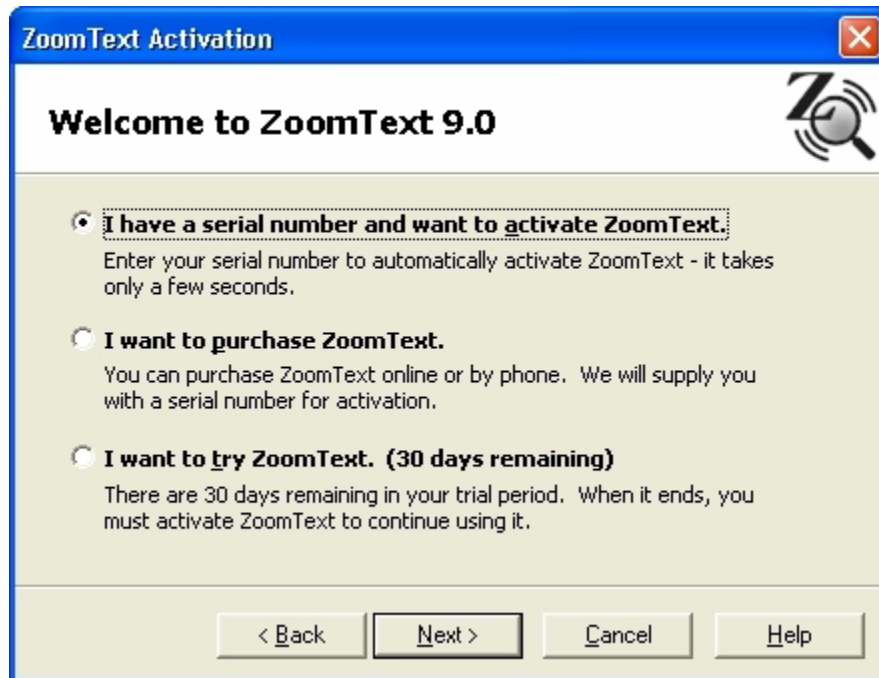 ZoomText Activation
Welcome to ZoomText 9.0
I have a serial number and want to activate ZoomText.
Enter your serial number to automatically activate ZoomText - it takes
only a few seconds.
I want to purchase ZoomText.
You can purchase ZoomText online or by phone.  We will supply you
with a serial number for activation.
I want to try ZoomText.  (30 days remaining)
There are 30 days remaining in your trial period.  When it ends, you
must activate ZoomText to continue using it.
< Back Next > Cancel Help